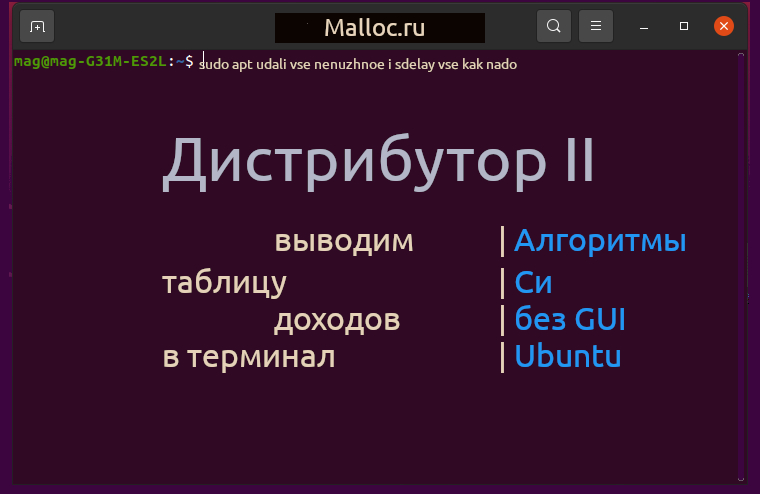 Malloc.ru
mag@mag-G31M-ES2L:~$ sudo apt udali vse nenuzhnoe i sdelay vse kak nado
Дистрибутор II
выводим | Алгоритмы
таблицу | Си
доходов | без GUI
в терминал | Ubuntu